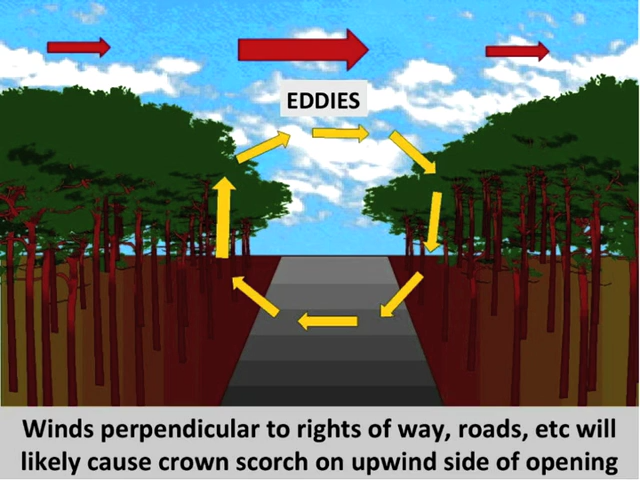 EDDIES
Winds perpendicular to rights of way, roads, etc will
likely cause crown scorch on upwind side of opening